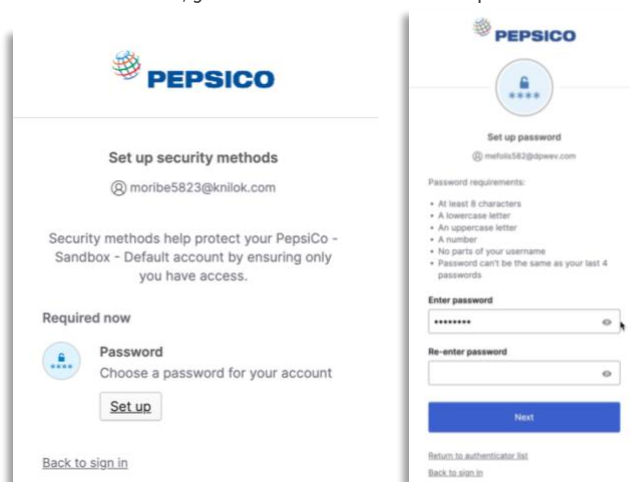 PEPSICO
Set up security methods
moribe5823@knilok.com
Security methods help protect your PepsiCo -
Sandbox - Default account by ensuring only
you have access.
Required now
Password
Choose a password for your account
Set up
Back to sign in
PEPSICO
Set up password
mefolis582@dpwev.com
Password requirements:
• At least 8 characters
• A lowercase letter
• An uppercase letter
• A number
• No parts of your username
• Password can't be the same as your last 4
passwords
Enter password
••••••••
Re-enter password
Next
Return to authenticator list
Back to sign in